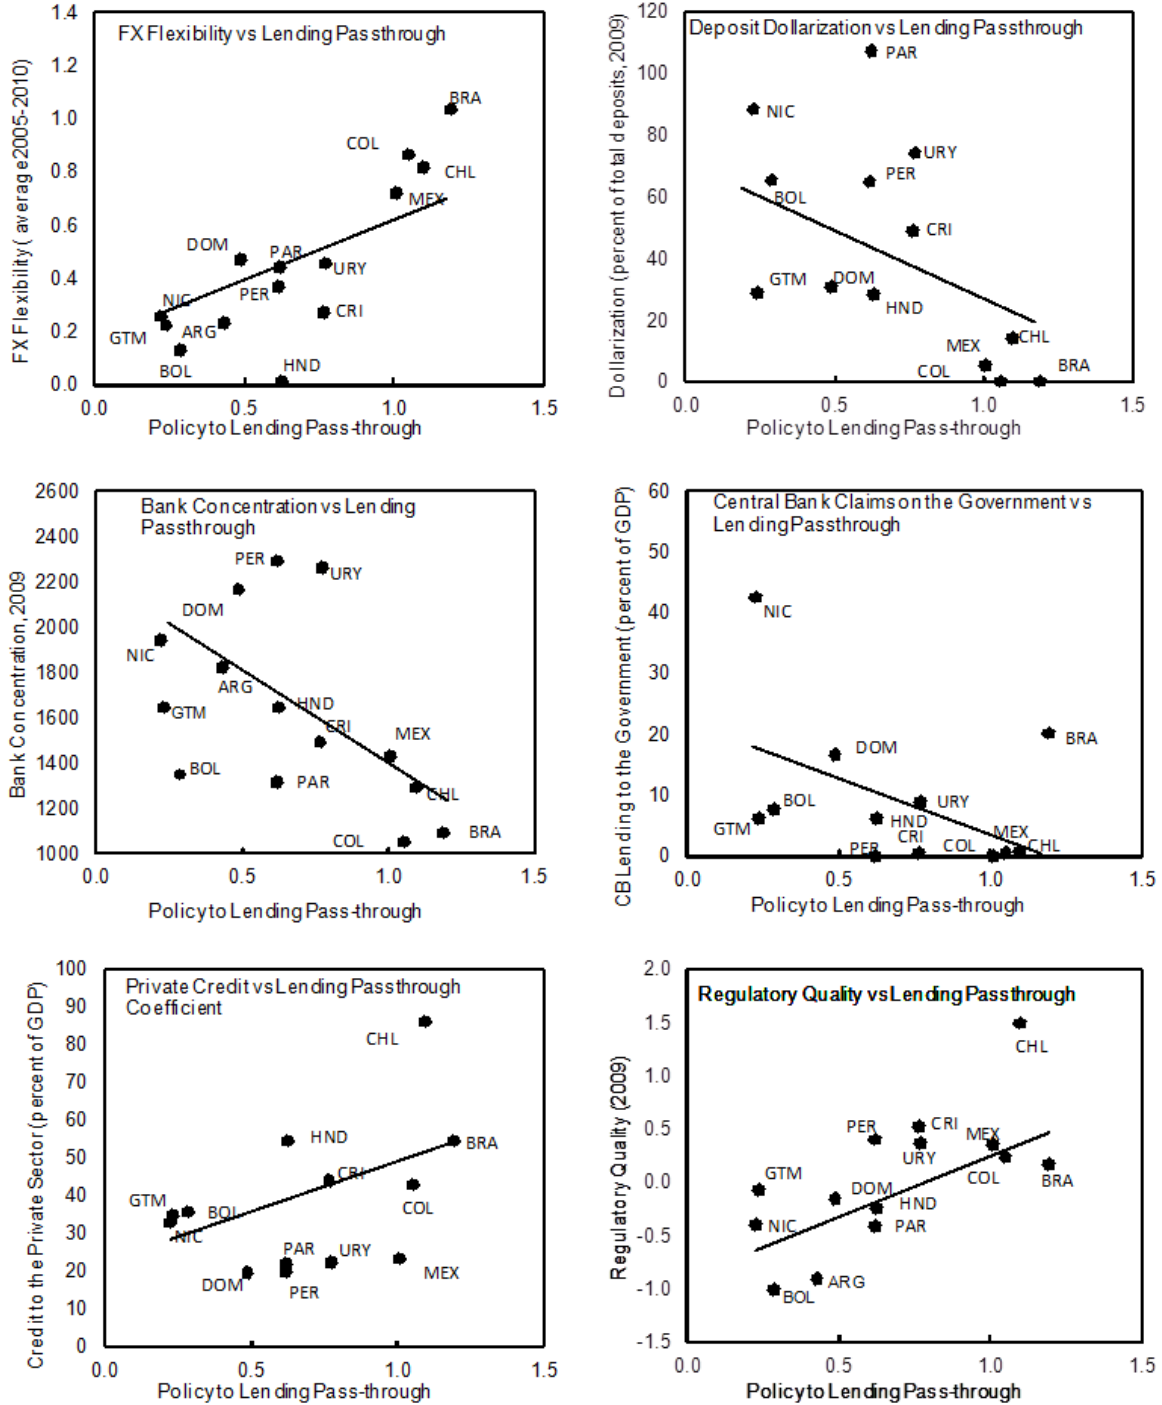 FX Flexibility vs Lending Passthrough
FX Flexibility ( average 2005-2010)
1.4
1.2
1.0
0.8
0.6
0.4
0.2
0.0
BRA
COL
CHL
MEX
DOM
PAR
URY
PER
NIC
CRI
GTM
ARG
BOL
HND
0.0
0.5
1.0
1.5
Policy to Lending Pass-through
Deposit Dollarization vs Lending Passthrough
Dollarization (percent of total deposits, 2009)
120
100
80
60
40
20
0
PAR
NIC
URY
PER
BOL
CRI
GTM
DOM
HND
MEX
CHL
COL
BRA
0.0
0.5
1.0
1.5
Policy to Lending Pass-through
Bank Concentration vs Lending
Passthrough
Bank Concentration, 2009
2600
2400
2200
2000
1800
1600
1400
1200
1000
PER
URY
DOM
NIC
ARG
GTM
HND
CRI
MEX
BOL
PAR
CHL
COL
BRA
0.0
0.5
1.0
1.5
Policy to Lending Pass-through
Central Bank Claims on the Government vs
Lending Passthrough
CB Lending to the Government (percent of GDP)
60
50
40
30
20
10
0
NIC
BRA
DOM
BOL
URY
GTM
HND
CRI
MEX
PER
COL
CHL
0.0
0.5
1.0
1.5
Policy to Lending Pass-through
Private Credit vs Lending Passthrough
Coefficient
Credit to the Private Sector (percent of GDP)
100
90
80
70
60
50
40
30
20
10
0
CHL
HND
BRA
CRI
GTM
BOL
COL
NIC
PAR
URY
DOM
PER
MEX
0.0
0.5
1.0
1.5
Policy to Lending Pass-through
Regulatory Quality vs Lending Passthrough
Regulatory Quality (2009)
2.0
1.5
1.0
0.5
0.0
-0.5
-1.0
-1.5
CHL
PER
CRI
MEX
URY
COL
BRA
GTM
DOM
HND
NIC
PAR
ARG
BOL
0.0
0.5
1.0
1.5
Policy to Lending Pass-through